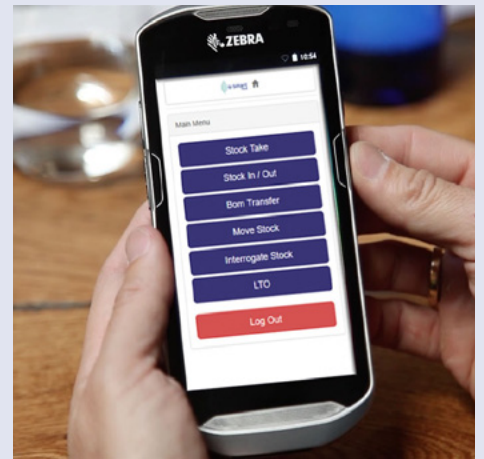 ZEBRA
10:54
Main Menu
Stock Take
Stock In / Out
Bom Transfer
Move Stock
Interrogate Stock
LTO
Log Out